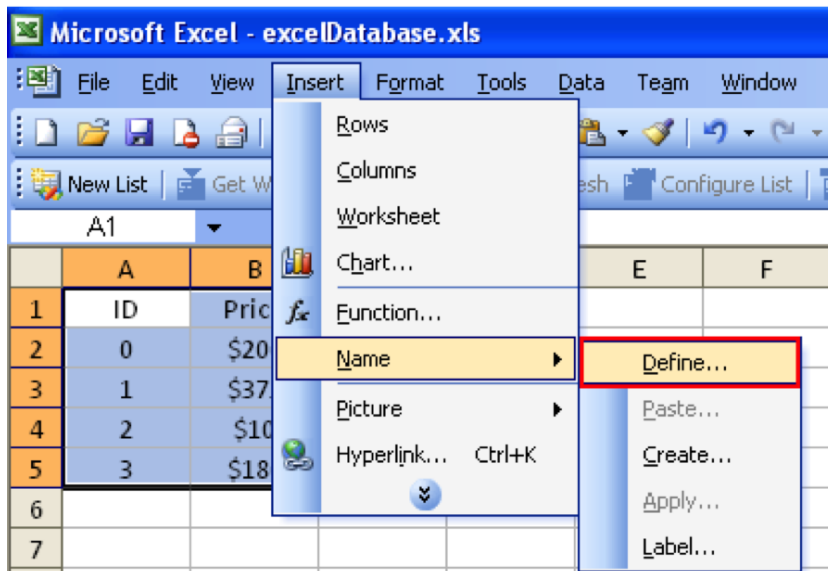 Microsoft Excel - excelDatabase.xls
File Edit View Insert Format Tools Data Team Window
New List Get Configure List
A1
A B E F
Rows
Columns
Worksheet
Chart...
Function...
Name
Picture
Hyperlink... Ctrl+K
Define...
Paste...
Create...
Apply...
Label...
1 ID Pric
2 0 $20
3 1 $37
4 2 $10
5 3 $18
6
7